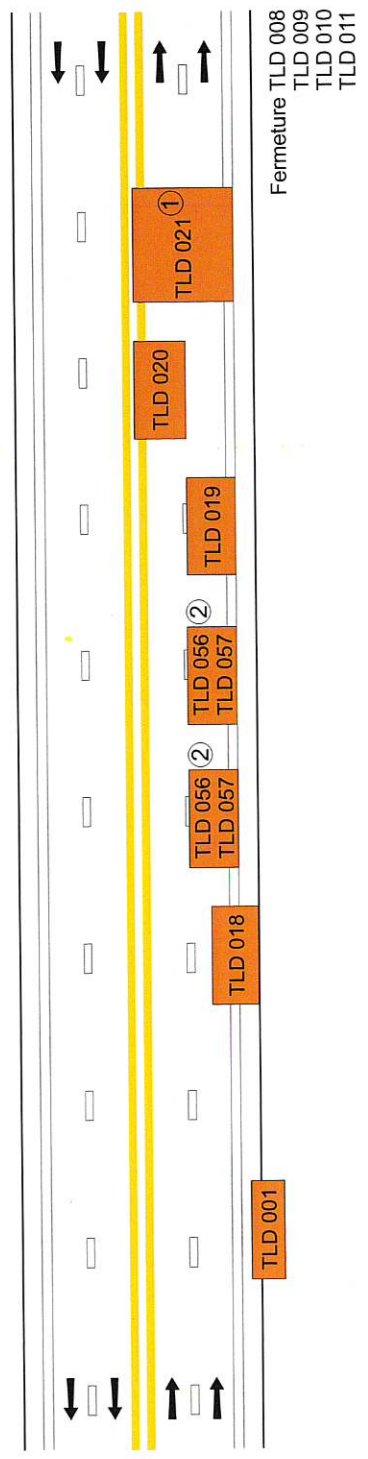 Fermeture TLD 008
TLD 009
TLD 010
TLD 011
TLD 021 ①
TLD 020
TLD 019
TLD 056 ②
TLD 057
TLD 056 ②
TLD 057
TLD 018
TLD 001